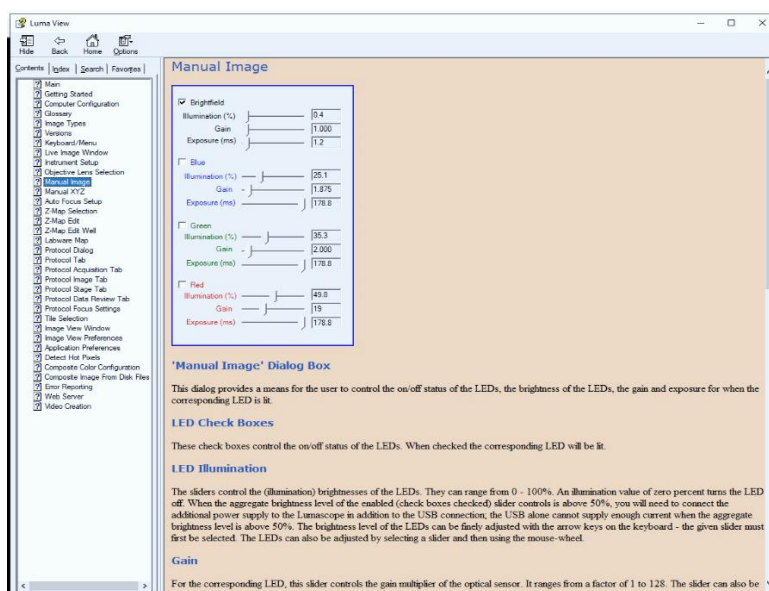 Luma View
Hide Back Home Options
Contents Index Search Favorites
Main
Getting Started
Computer Configuration
Glossary
Image Types
Versions
Keyboard/Menu
Live Image Window
Instrument Setup
Objective Lens Selection
Manual Image
Manual XYZ
Auto Focus Setup
Z-Map Selection
Z-Map Edit
Z-Map Edit Well
Labware Map
Protocol Dialog
Protocol Tab
Protocol Acquisition Tab
Protocol Image Tab
Protocol Stage Tab
Protocol Data Review Tab
Protocol Focus Settings
Tile Selection
Image View Window
Image View Preferences
Application Preferences
Detect Hot Pixels
Composite Color Configuration
Composite Image From Disk Files
Error Reporting
Web Server
Video Creation
Manual Image
Brightfield
Illumination (%) 0.4
Gain 1.000
Exposure (ms) 1.2
Blue
Illumination (%) 25.1
Gain 1.875
Exposure (ms) 178.8
Green
Illumination (%) 35.3
Gain 2.000
Exposure (ms) 178.8
Red
Illumination (%) 49.8
Gain 19
Exposure (ms) 178.8
'Manual Image' Dialog Box
This dialog provides a means for the user to control the on/off status of the LEDs, the brightness of the LEDs, the gain and exposure for when the
corresponding LED is lit.
LED Check Boxes
These check boxes control the on/off status of the LEDs. When checked the corresponding LED will be lit.
LED Illumination
The sliders control the (illumination) brightnesses of the LEDs. They can range from 0 - 100%. An illumination value of zero percent turns the LED
off. When the aggregate brightness level of the enabled (check boxes checked) slider controls is above 50%, you will need to connect the
additional power supply to the Lumascope in addition to the USB connection; the USB alone cannot supply enough current when the aggregate
brightness level is above 50%. The brightness level of the LEDs can be finely adjusted with the arrow keys on the keyboard - the given slider must
first be selected. The LEDs can also be adjusted by selecting a slider and then using the mouse-wheel.
Gain
For the corresponding LED, this slider controls the gain multiplier of the optical sensor. It ranges from a factor of 1 to 128. The slider can also be